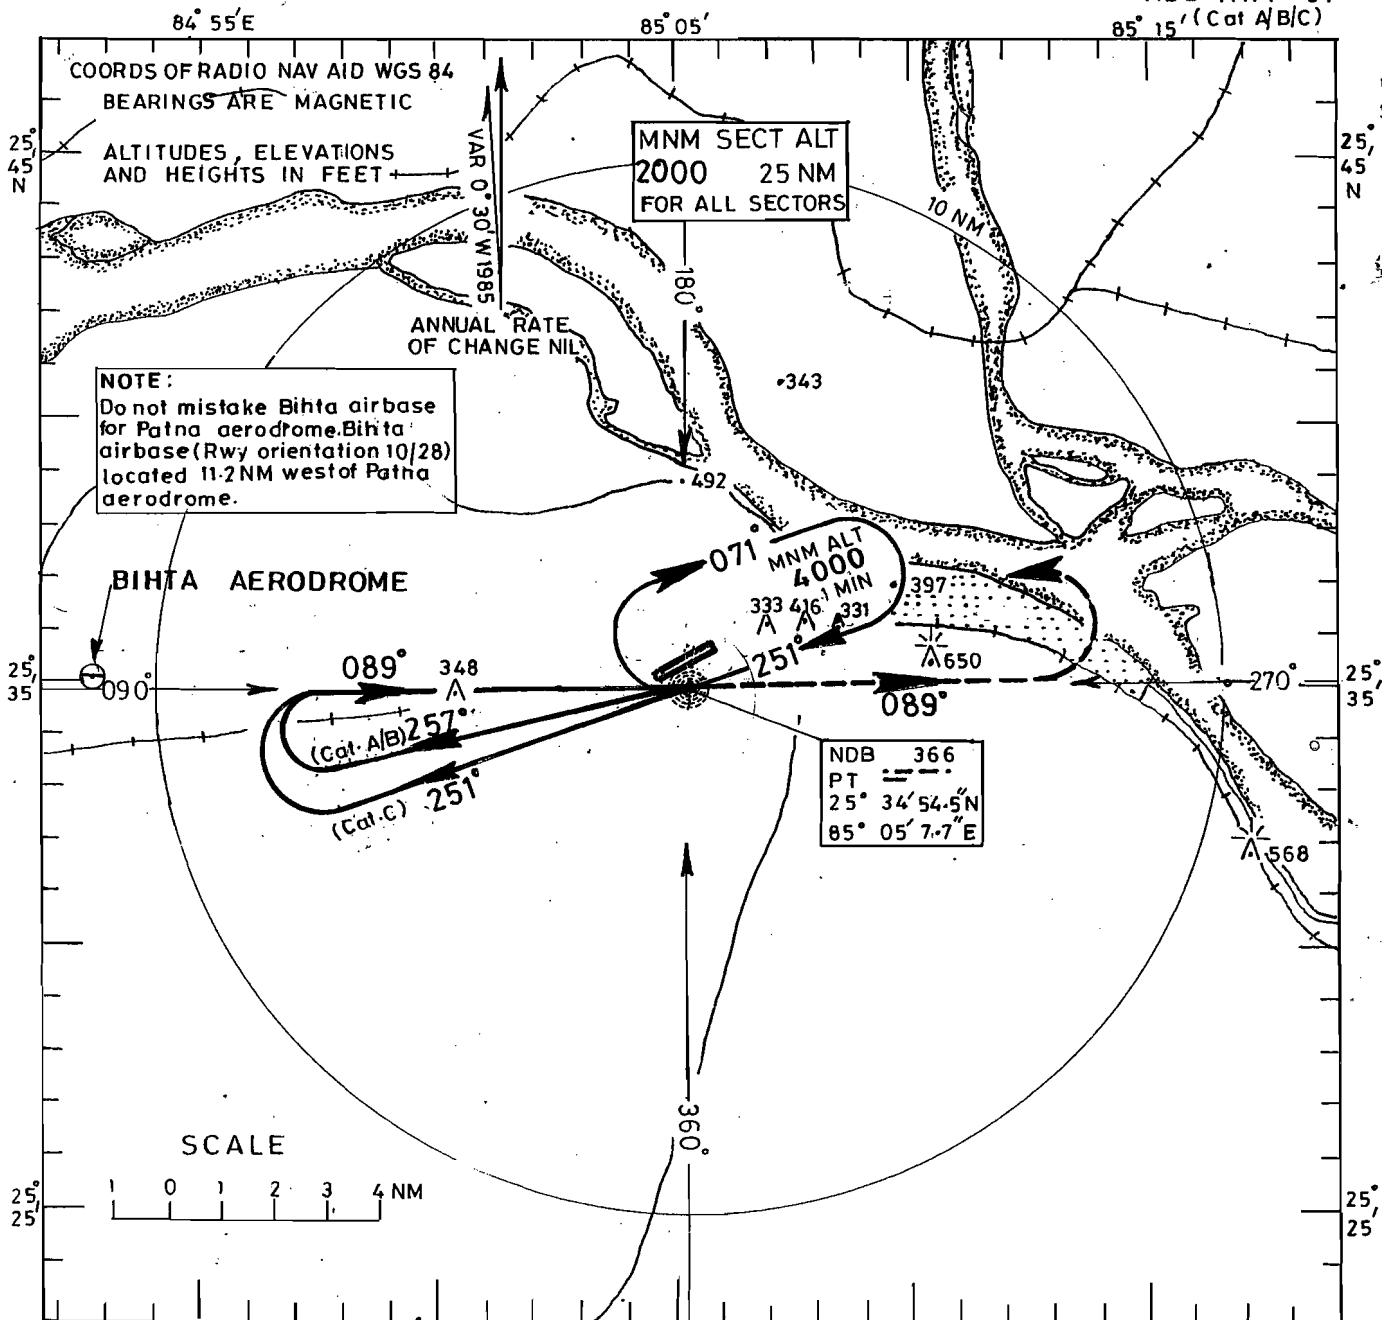 84° 55'E
85° 05'
85° 15' (Cat A/B/C)
COORDS OF RADIO NAV AID WGS 84
BEARINGS ARE MAGNETIC
ALTITUDES, ELEVATIONS
AND HEIGHTS IN FEET
25°
45'
N
25°
45'
N
VAR 0° 30' W 1985
ANNUAL RATE
OF CHANGE NIL
MNM SECT ALT
2000 25 NM
FOR ALL SECTORS
10 NM
180°
343
NOTE:
Do not mistake Bihta airbase
for Patna aerodrome. Bihta
airbase (Rwy orientation 10/28)
located 11.2 NM west of Patna
aerodrome.
492
071°
MNM ALT
4000
1 MIN
333
416
331
397
251°
650
BIHTA AERODROME
25°
35'
090°
089°
348
(Cat. A/B) 257°
(Cat. C) 251°
089°
270°
25°
35'
NDB 366
PT .--. -
25° 34' 54.5"N
85° 05' 7.7"E
568
360°
SCALE
1 0 1 2 3 4 NM
25°
25'
25°
25'